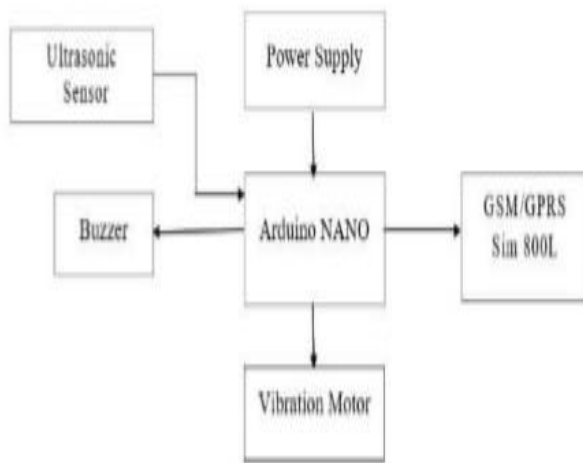 Ultrasonic
Sensor
Power Supply
Buzzer
Arduino NANO
GSM/GPRS
Sim 800L
Vibration Motor